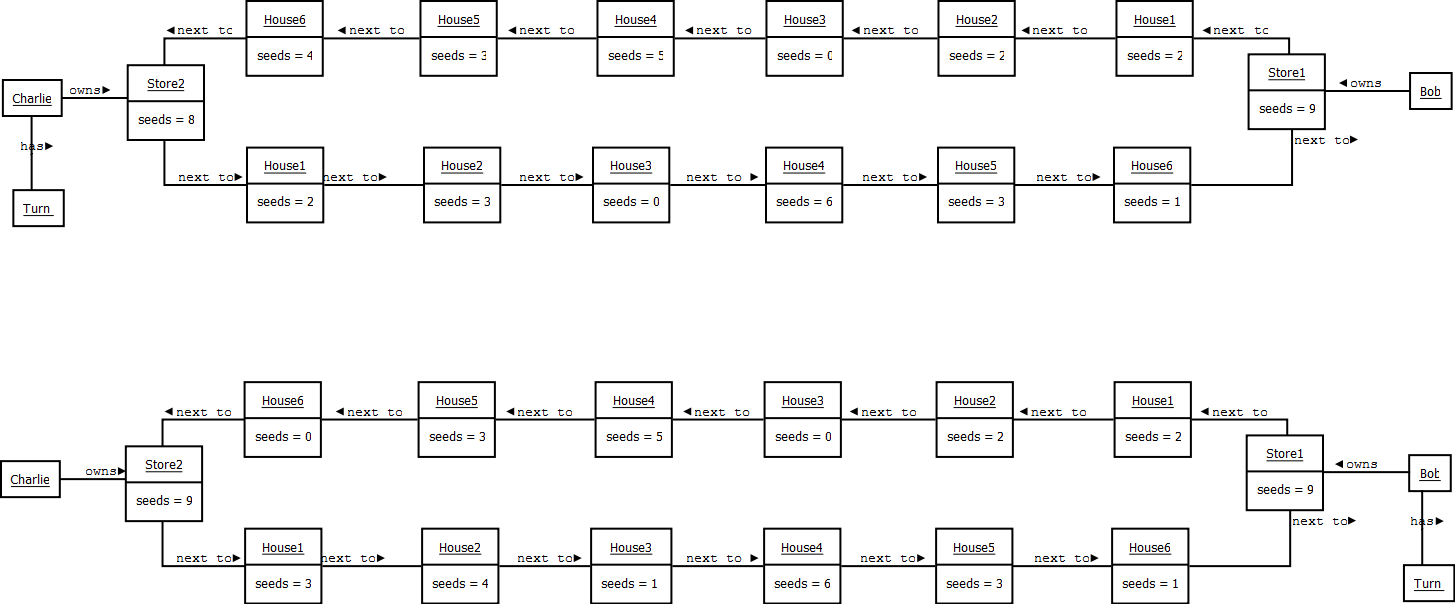 House6 House5 House4 House3 House2 House1
◄next to ◄next to ◄next to ◄next to ◄next to ◄next to ◄next to
seeds = 4 seeds = 3 seeds = 5 seeds = 0 seeds = 2 seeds = 2
Store2 Store1
Charlie owns► ◄owns Bob
seeds = 8 seeds = 9
has► next to►
House1 House2 House3 House4 House5 House6
next to► next to► next to► next to► next to► next to►
seeds = 2 seeds = 3 seeds = 0 seeds = 6 seeds = 3 seeds = 1
Turn
House6 House5 House4 House3 House2 House1
◄next to ◄next to ◄next to ◄next to ◄next to ◄next to ◄next to
seeds = 0 seeds = 3 seeds = 5 seeds = 0 seeds = 2 seeds = 2
Store2 Store1
Charlie owns► ◄owns Bob
seeds = 9 seeds = 9
next to► has►
House1 House2 House3 House4 House5 House6
next to► next to► next to► next to► next to► next to►
seeds = 3 seeds = 4 seeds = 1 seeds = 6 seeds = 3 seeds = 1
Turn